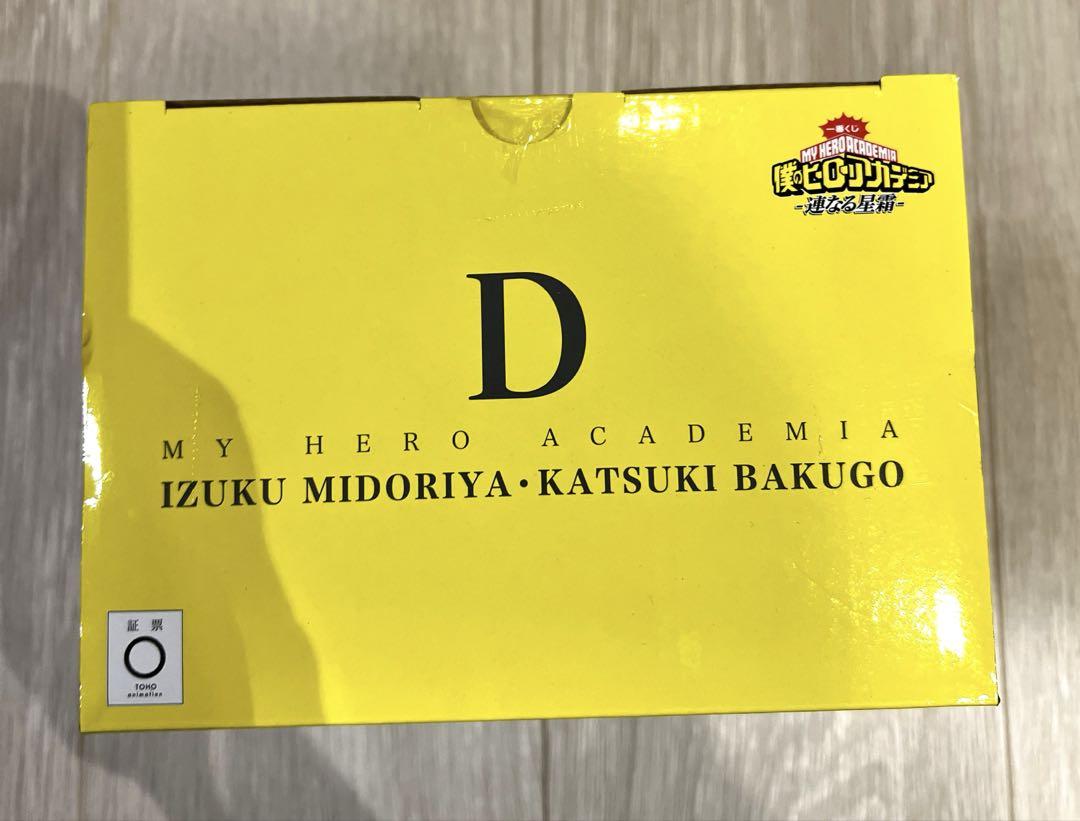 一番くじ
MY HERO ACADEMIA
僕のヒーローアカデミア
-連なる星霜-
D
MY HERO ACADEMIA
IZUKU MIDORIYA・KATSUKI BAKUGO
証 票
TOHO
animation